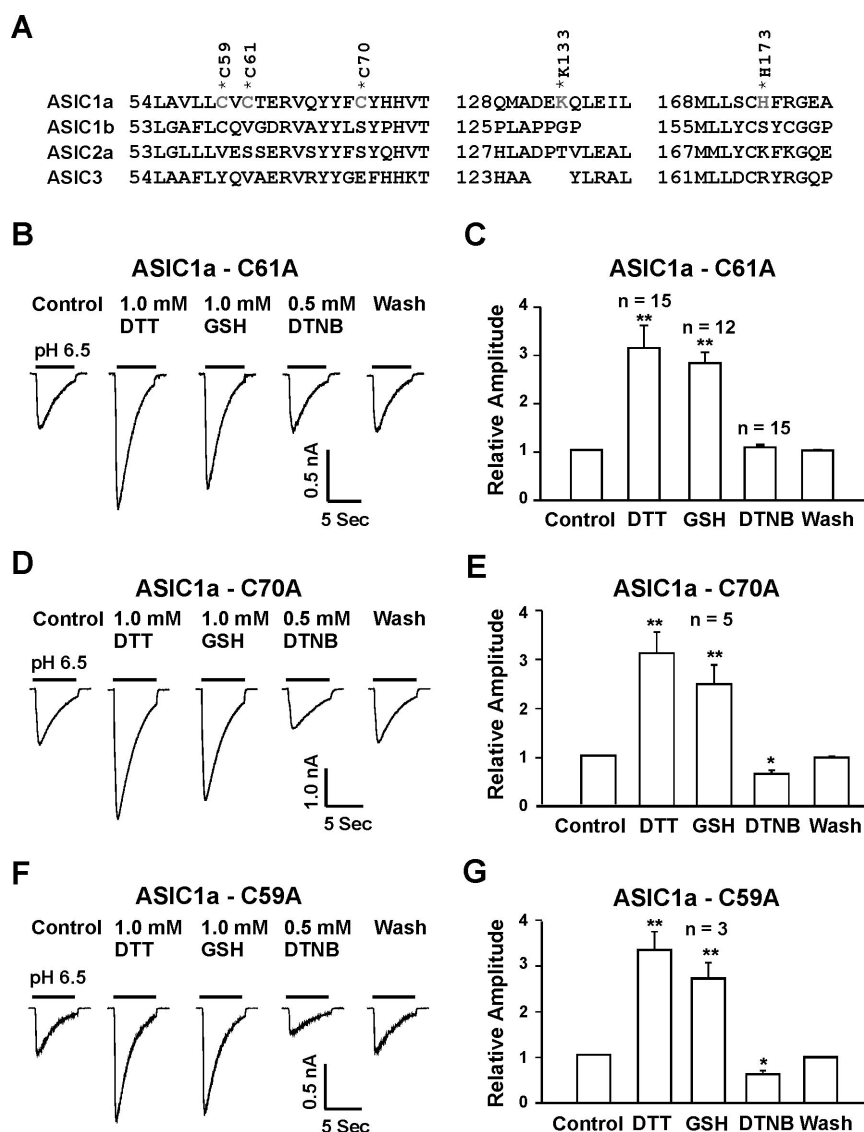 A
*C59
*C61
*C70
*K133
*H173
ASIC1a 54LAVLLCVCTERVQYYFCYHHVT 128QMADEKQLEIL 168MLLSCHFRGEA
ASIC1b 53LGAFLCQVGDRVAYYLSYPHVT 125PLAPPGP 155MLLYCSYCGGP
ASIC2a 53LGLLLVESSERVSYYFSYQHVT 127HLADPTVLEAL 167MMLYCKFKGQE
ASIC3 54LAAFLYQVAERVRYYGEFHHKT 123HAA YLRAL 161MLLDCRYRGQP
B
ASIC1a - C61A
Control 1.0 mM DTT 1.0 mM GSH 0.5 mM DTNB Wash
pH 6.5
0.5 nA
5 Sec
C
ASIC1a - C61A
Relative Amplitude
4
3
2
1
0
n = 15
**
n = 12
**
n = 15
Control DTT GSH DTNB Wash
D
ASIC1a - C70A
Control 1.0 mM DTT 1.0 mM GSH 0.5 mM DTNB Wash
pH 6.5
1.0 nA
5 Sec
E
ASIC1a - C70A
Relative Amplitude
4
3
2
1
0
**
n = 5
**
*
Control DTT GSH DTNB Wash
F
ASIC1a - C59A
Control 1.0 mM DTT 1.0 mM GSH 0.5 mM DTNB Wash
pH 6.5
0.5 nA
5 Sec
G
ASIC1a - C59A
Relative Amplitude
4
3
2
1
0
**
n = 3
**
*
Control DTT GSH DTNB Wash